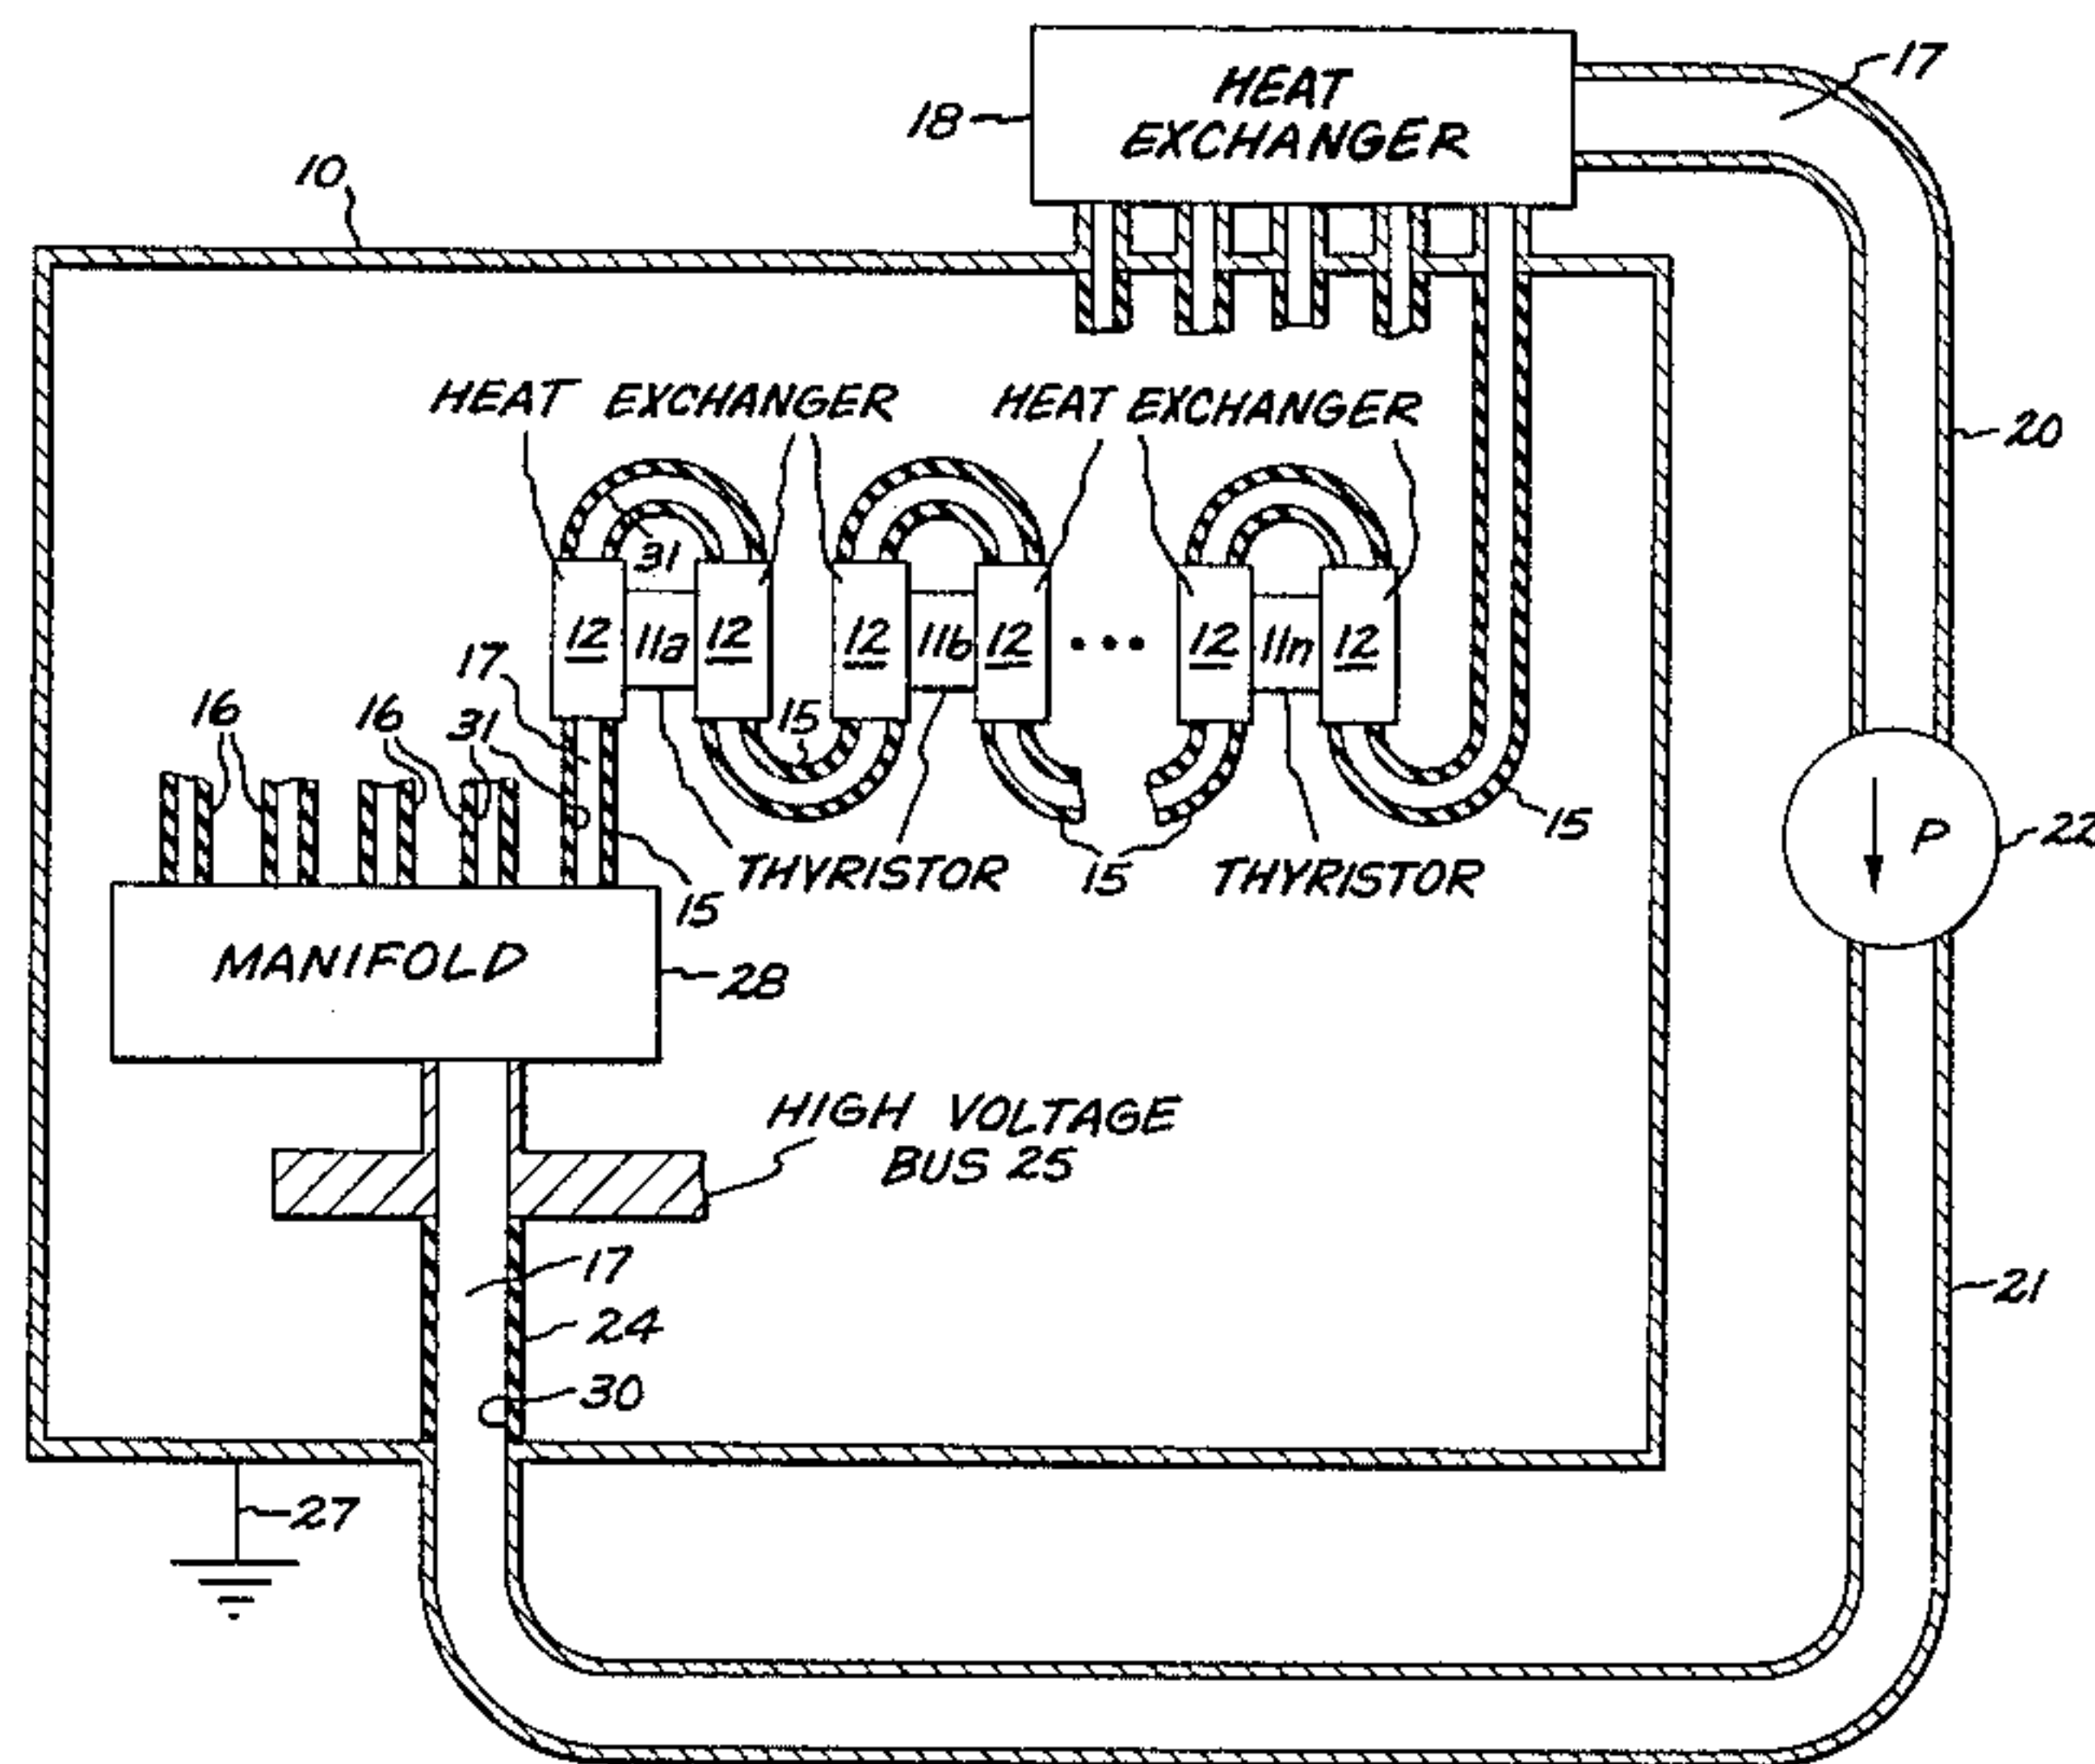 17
18
HEAT
EXCHANGER
10
20
HEAT EXCHANGER
HEAT EXCHANGER
31
12
11a
12
12
11b
12
...
12
11n
12
17
31
16
16
15
15
THYRISTOR
15
THYRISTOR
15
15
P
22
MANIFOLD
28
HIGH VOLTAGE
BUS 25
17
24
21
30
27